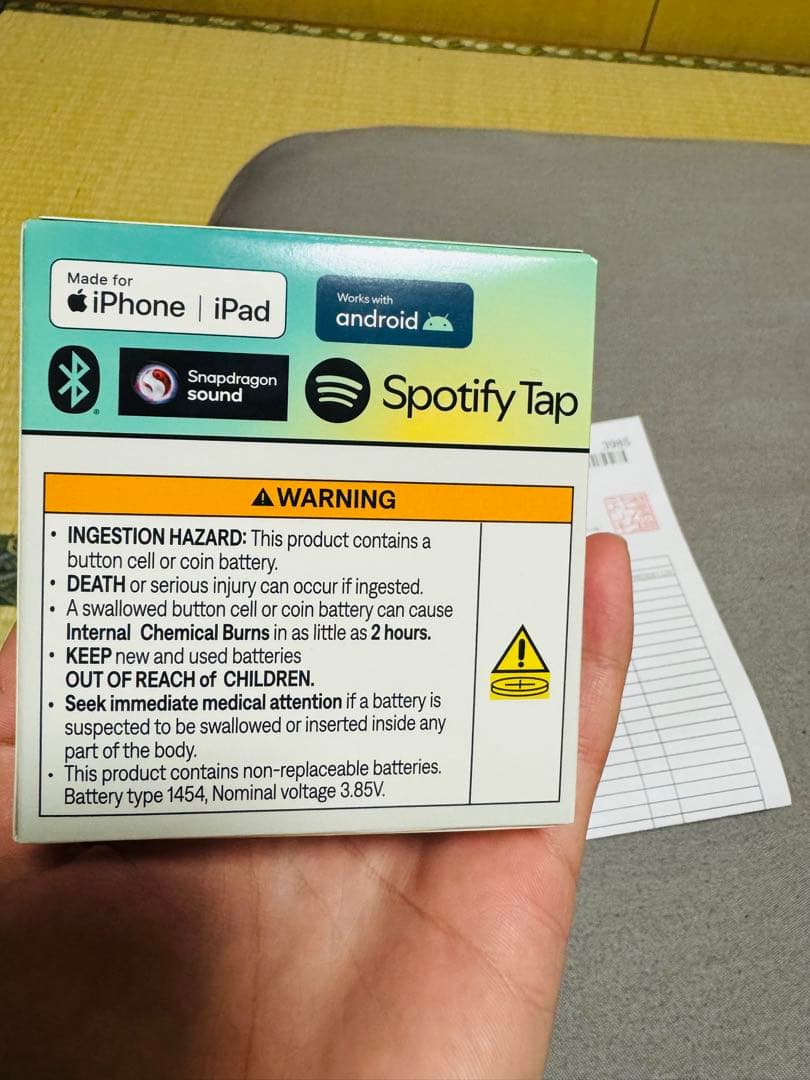 Made for
iPhone | iPad
Works with
android
Snapdragon
sound
Spotify Tap
WARNING
• INGESTION HAZARD: This product contains a
button cell or coin battery.
• DEATH or serious injury can occur if ingested.
• A swallowed button cell or coin battery can cause
Internal Chemical Burns in as little as 2 hours.
• KEEP new and used batteries
OUT OF REACH of CHILDREN.
• Seek immediate medical attention if a battery is
suspected to be swallowed or inserted inside any
part of the body.
• This product contains non-replaceable batteries.
Battery type 1454, Nominal voltage 3.85V.